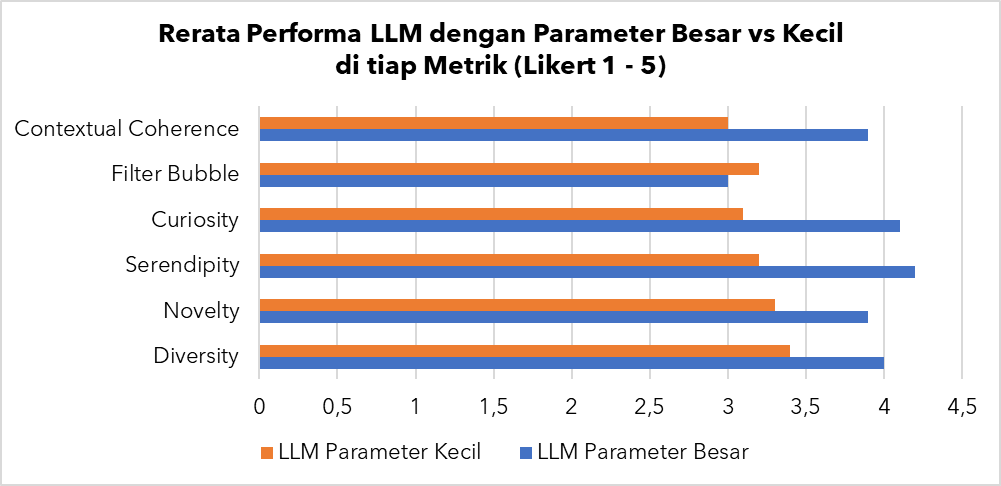 Rerata Performa LLM dengan Parameter Besar vs Kecil
di tiap Metrik (Likert 1 - 5)
Contextual Coherence
Filter Bubble
Curiosity
Serendipity
Novelty
Diversity
0 0,5 1 1,5 2 2,5 3 3,5 4 4,5
LLM Parameter Kecil LLM Parameter Besar